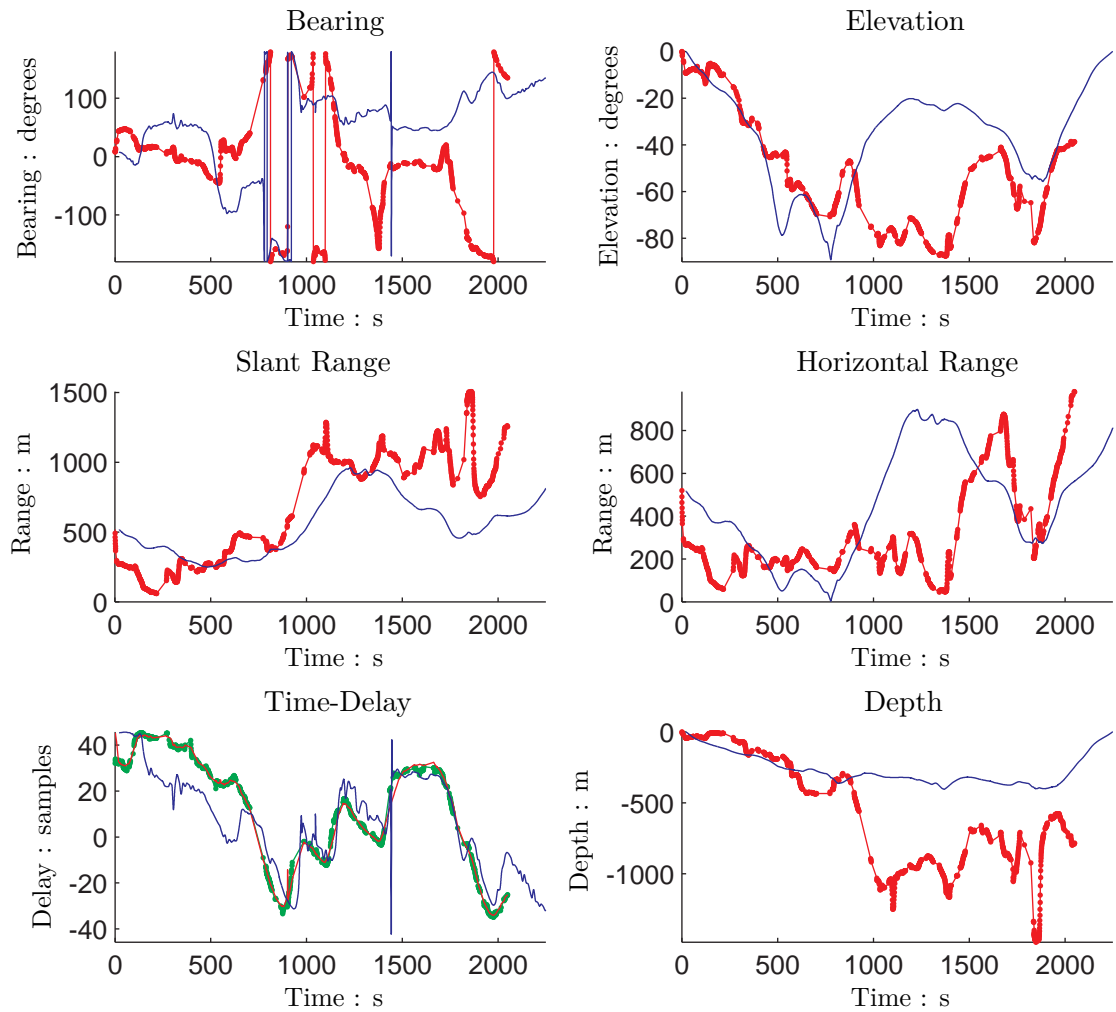 Bearing
Bearing : degrees
100
0
-100
0 500 1000 1500 2000
Time : s
Elevation
Elevation : degrees
0
-20
-40
-60
-80
0 500 1000 1500 2000
Time : s
Slant Range
Range : m
1500
1000
500
0
0 500 1000 1500 2000
Time : s
Horizontal Range
Range : m
800
600
400
200
0
0 500 1000 1500 2000
Time : s
Time-Delay
Delay : samples
40
20
0
-20
-40
0 500 1000 1500 2000
Time : s
Depth
Depth : m
0
-500
-1000
0 500 1000 1500 2000
Time : s